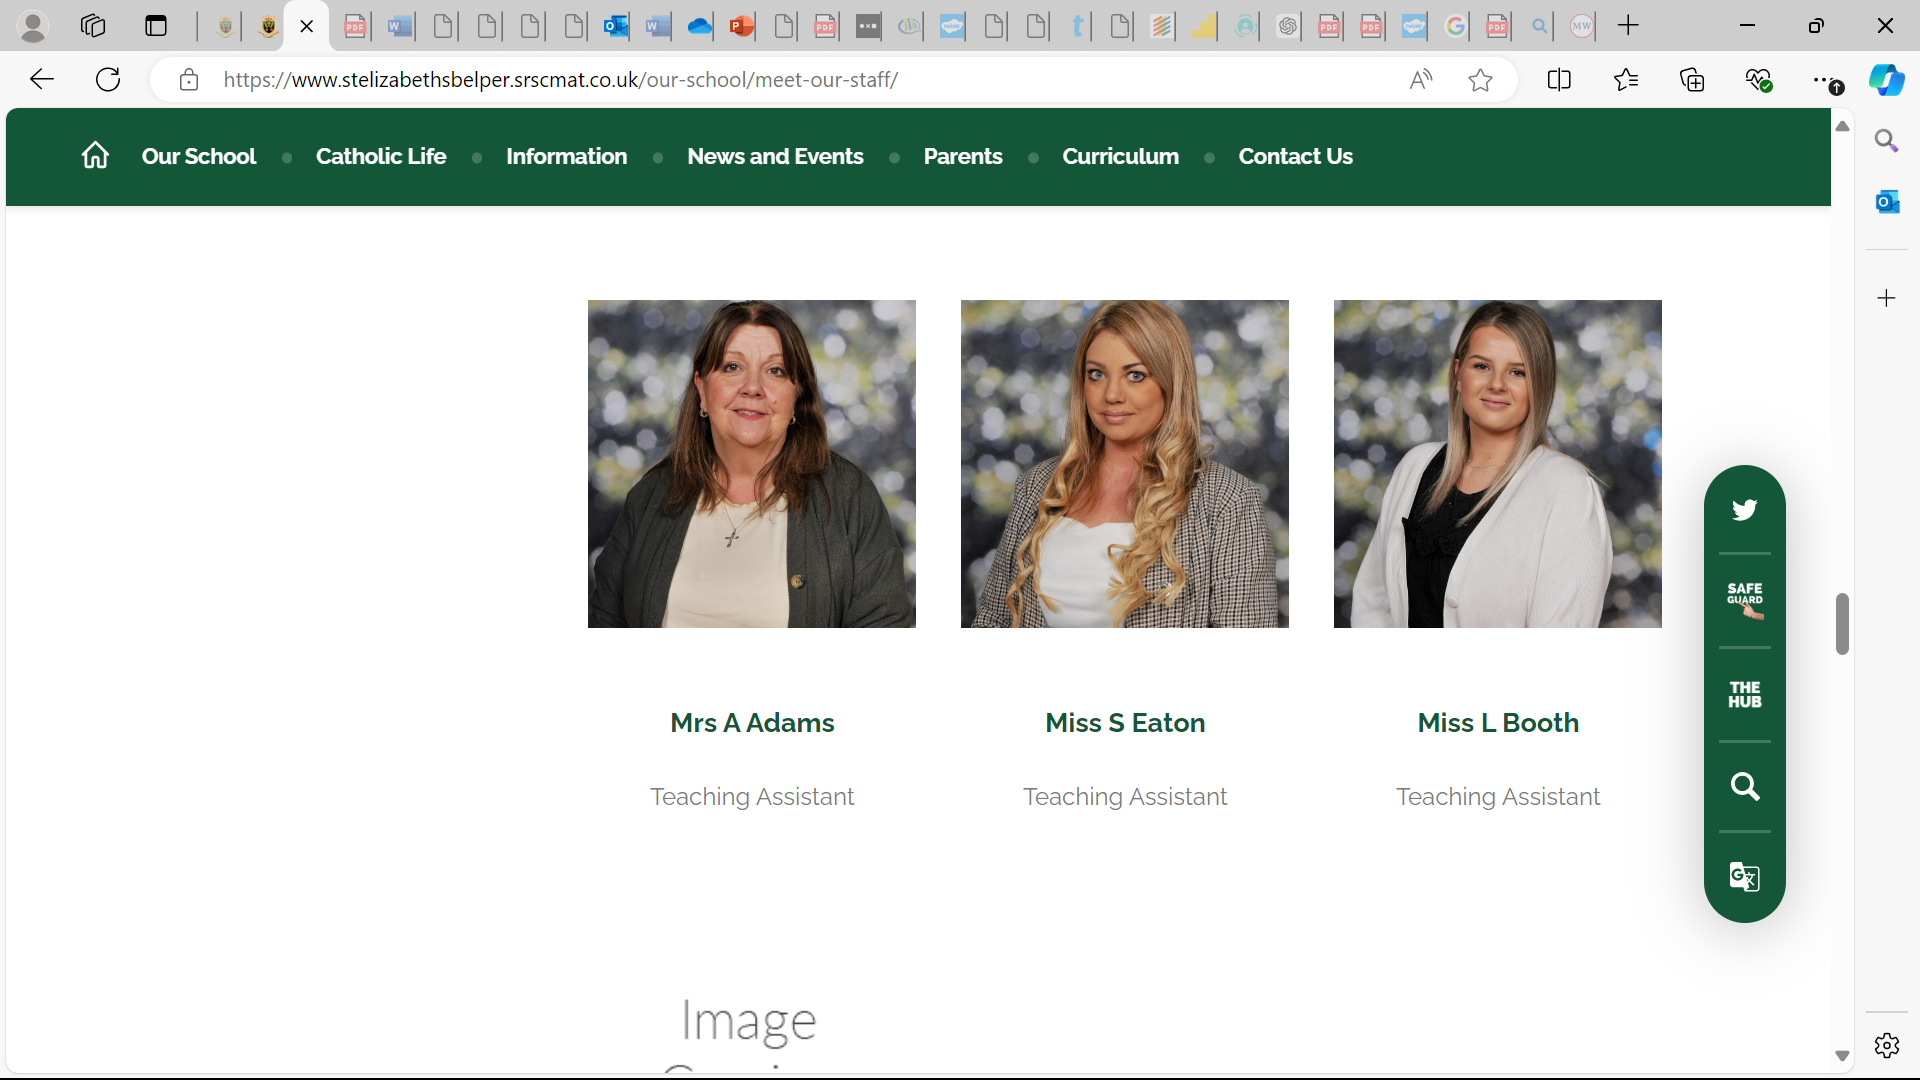 https://www.stelizabethsbelper.srscmat.co.uk/our-school/meet-our-staff/
Our School
Catholic Life
Information
News and Events
Parents
Curriculum
Contact Us
SAFE
GUARD
THE
HUB
Mrs A Adams
Miss S Eaton
Miss L Booth
Teaching Assistant
Teaching Assistant
Teaching Assistant
Image